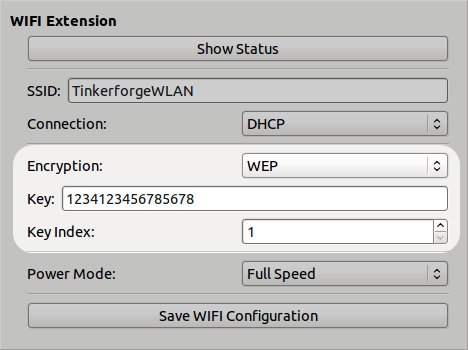 WIFI Extension
Show Status
SSID: TinkerforgeWLAN
Connection: DHCP
Encryption: WEP
Key: 1234123456785678
Key Index: 1
Power Mode: Full Speed
Save WIFI Configuration